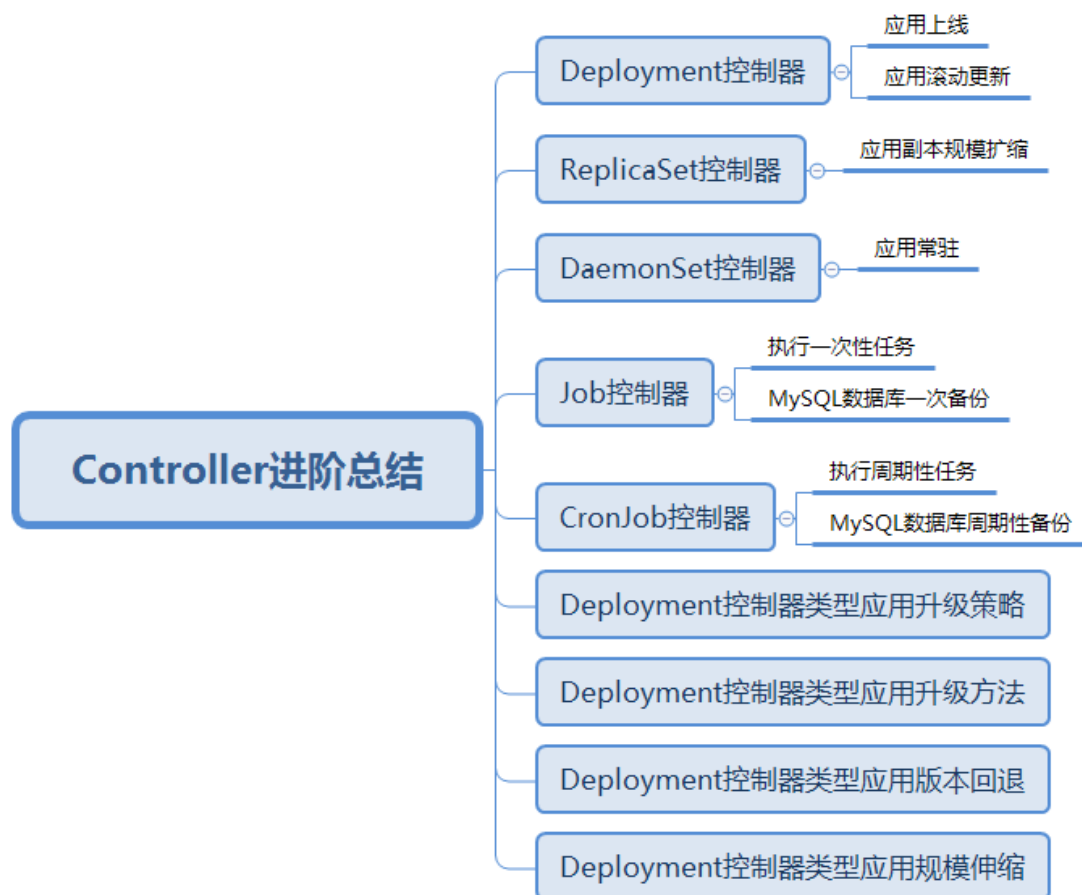 Controller进阶总结
Deployment控制器
应用上线
应用滚动更新
ReplicaSet控制器
应用副本规模扩缩
DaemonSet控制器
应用常驻
Job控制器
执行一次性任务
MySQL数据库一次备份
CronJob控制器
执行周期性任务
MySQL数据库周期性备份
Deployment控制器类型应用升级策略
Deployment控制器类型应用升级方法
Deployment控制器类型应用版本回退
Deployment控制器类型应用规模伸缩